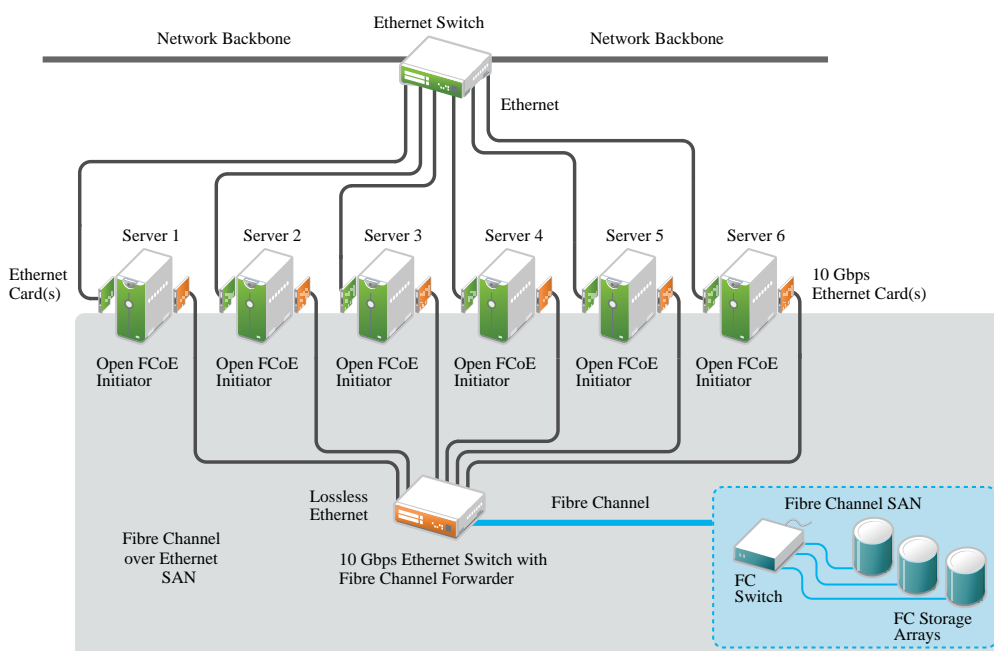 Ethernet Switch
Network Backbone
Network Backbone
Ethernet
Server 1
Server 2
Server 3
Server 4
Server 5
Server 6
Ethernet
Card(s)
10 Gbps
Ethernet Card(s)
Open FCoE
Initiator
Open FCoE
Initiator
Open FCoE
Initiator
Open FCoE
Initiator
Open FCoE
Initiator
Open FCoE
Initiator
Lossless
Ethernet
Fibre Channel
Fibre Channel SAN
Fibre Channel
over Ethernet
SAN
10 Gbps Ethernet Switch with
Fibre Channel Forwarder
FC
Switch
FC Storage
Arrays